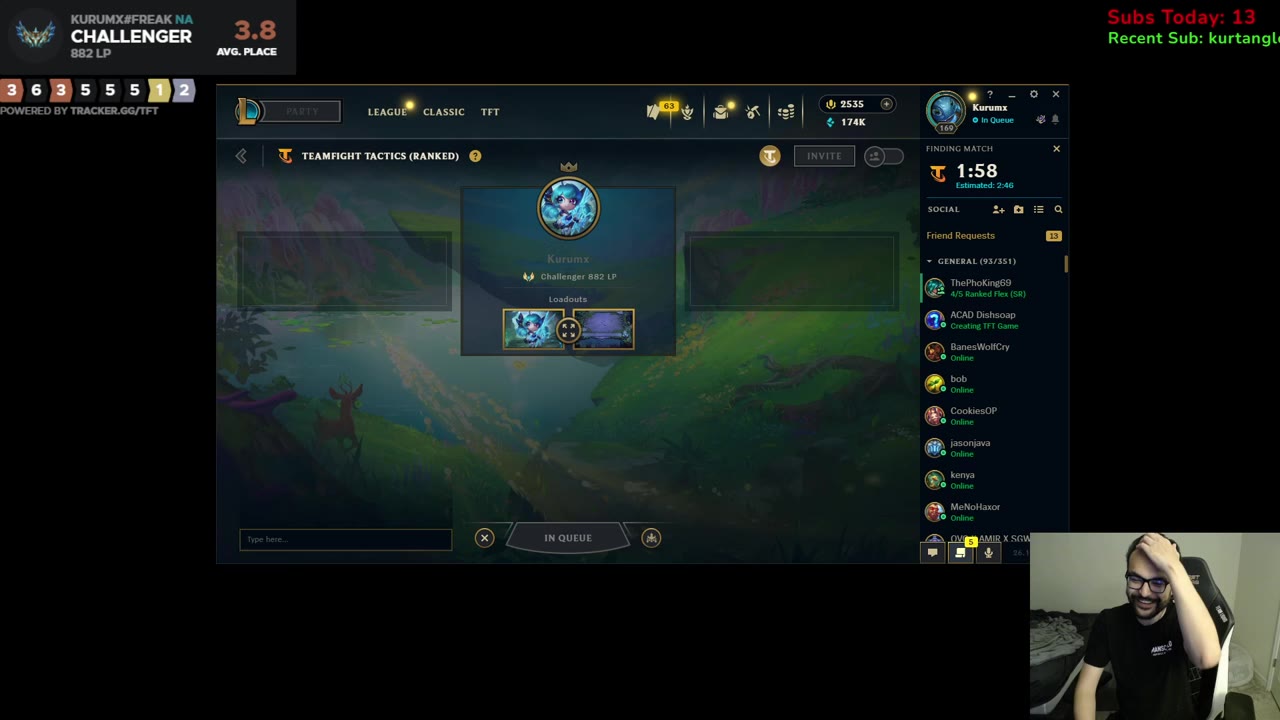 KURUMX#FREAK NA
CHALLENGER
882 LP
3.8
AVG. PLACE
3 6 3 5 5 5 1 2
POWERED BY TRACKER.GG/TFT
Subs Today: 13
Recent Sub: kurtangl
PARTY
LEAGUE
CLASSIC
TFT
63
2535
174K
169
Kurumx
In Queue
TEAMFIGHT TACTICS (RANKED)
?
INVITE
FINDING MATCH
1:58
Estimated: 2:46
SOCIAL
Friend Requests
13
GENERAL (93/351)
ThePhoKing69
4/5 Ranked Flex (SR)
ACAD Dishsoap
Creating TFT Game
BanesWolfCry
Online
bob
Online
CookiesOP
Online
jasonjava
Online
kenya
Online
MeNoHaxor
Online
5
Kurumx
Challenger 882 LP
Loadouts
Type here...
IN QUEUE